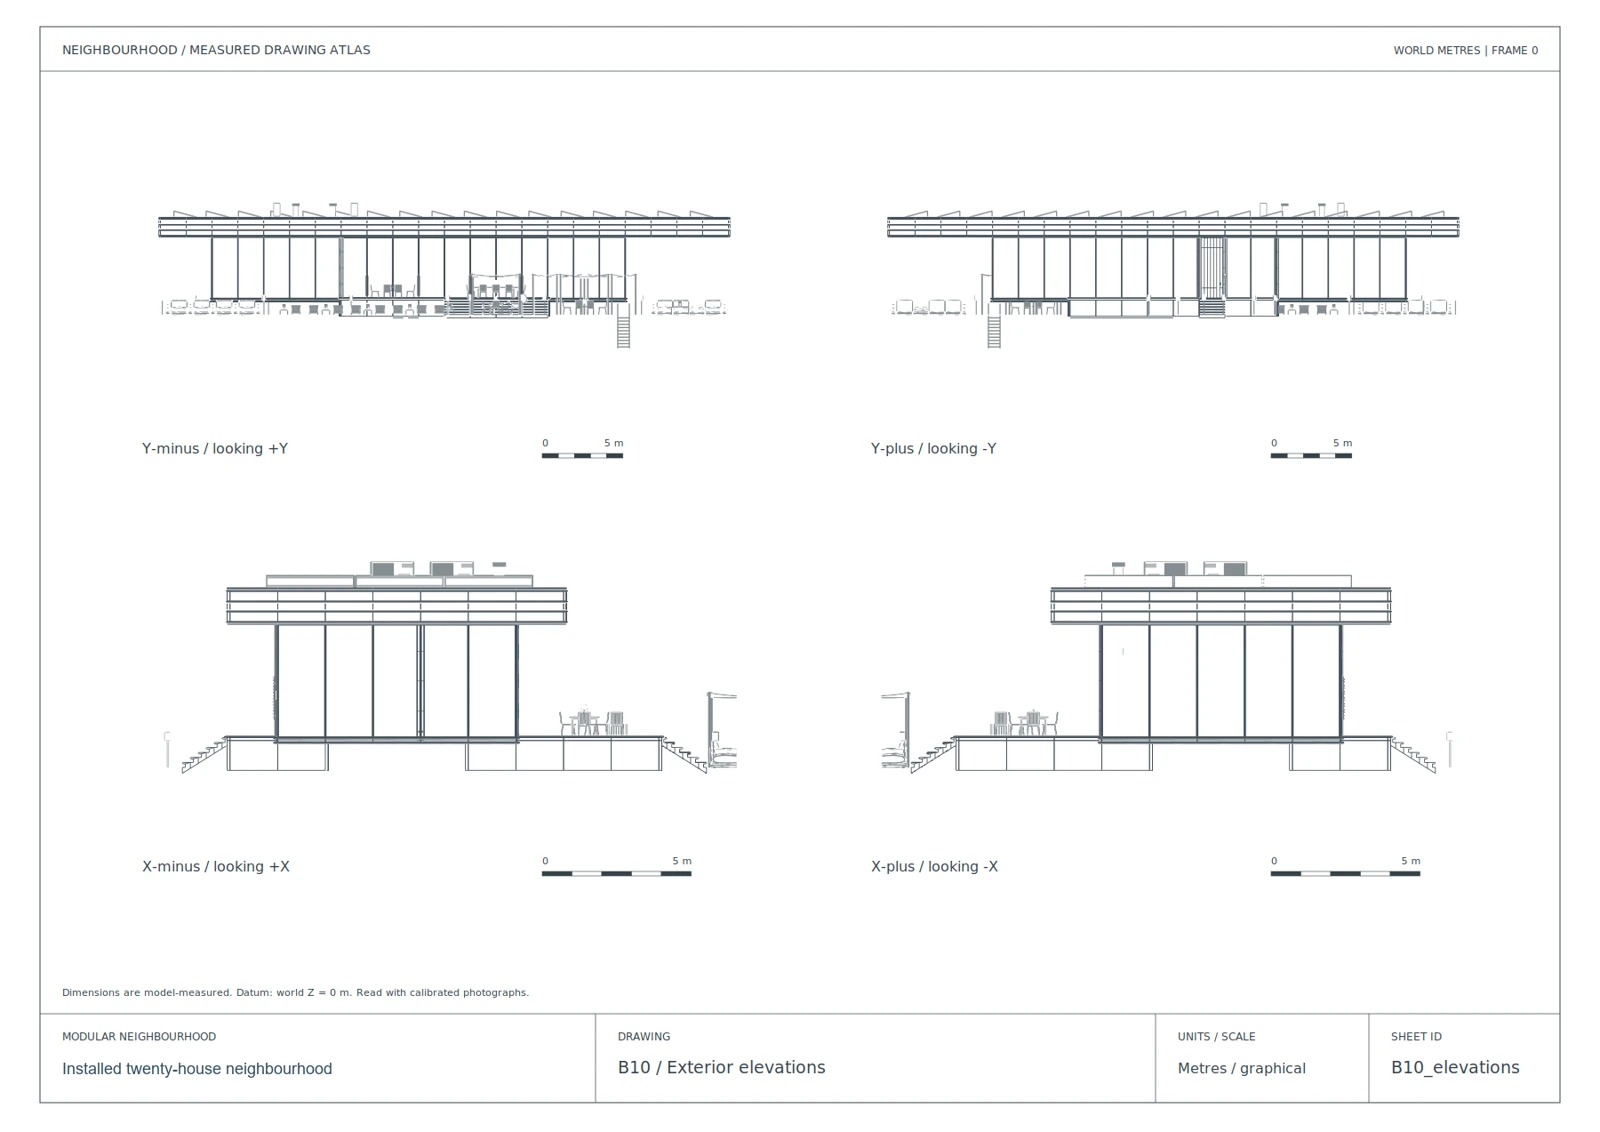 NEIGHBOURHOOD / MEASURED DRAWING ATLAS
WORLD METRES | FRAME 0
Y-minus / looking +Y
0 5 m
Y-plus / looking -Y
0 5 m
X-minus / looking +X
0 5 m
X-plus / looking -X
0 5 m
Dimensions are model-measured. Datum: world Z = 0 m. Read with calibrated photographs.
MODULAR NEIGHBOURHOOD
Installed twenty-house neighbourhood
DRAWING
B10 / Exterior elevations
UNITS / SCALE
Metres / graphical
SHEET ID
B10_elevations